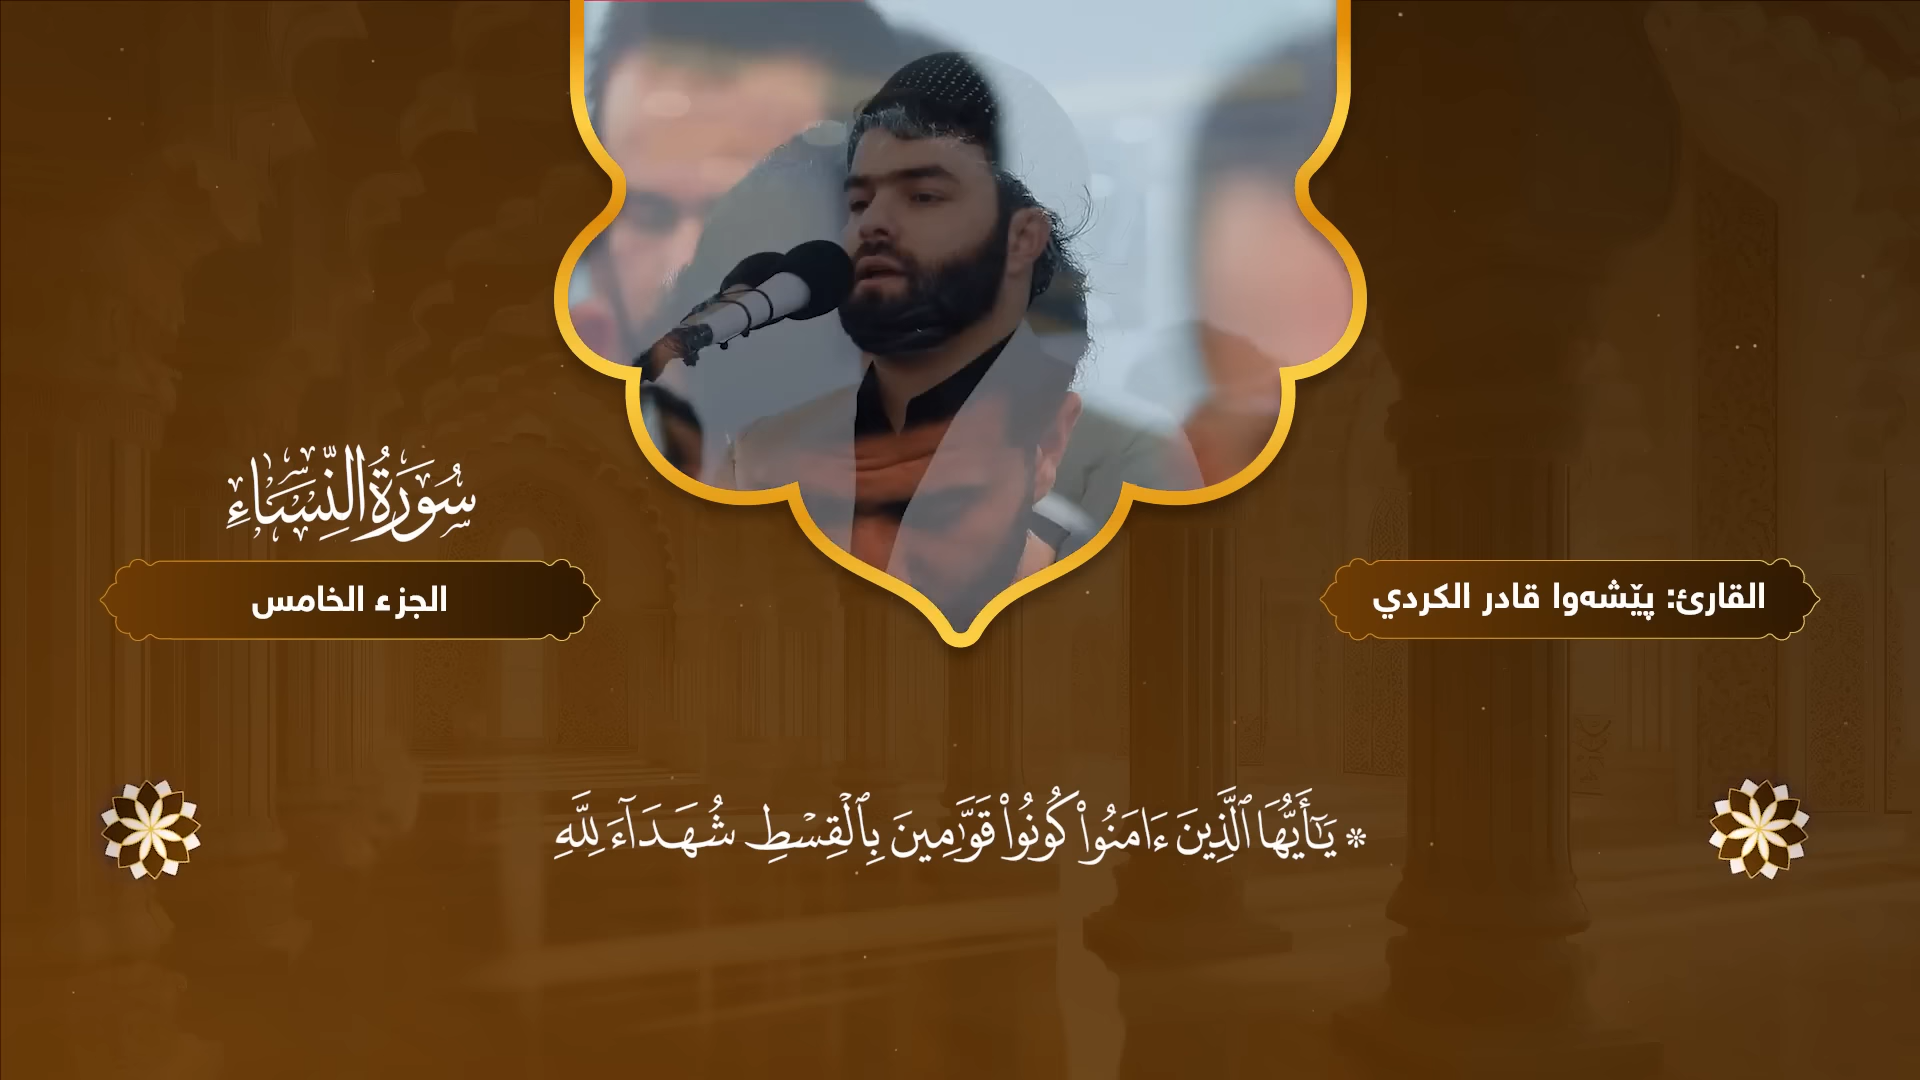 سُورَةُ النِّسَاءِ
الجزء الخامس
القارئ: پێشەوا قادر الكردي
۞ يَٰٓأَيُّهَا ٱلَّذِينَ ءَامَنُوا۟ كُونُوا۟ قَوَّٰمِينَ بِٱلْقِسْطِ شُهَدَآءَ لِلَّهِ